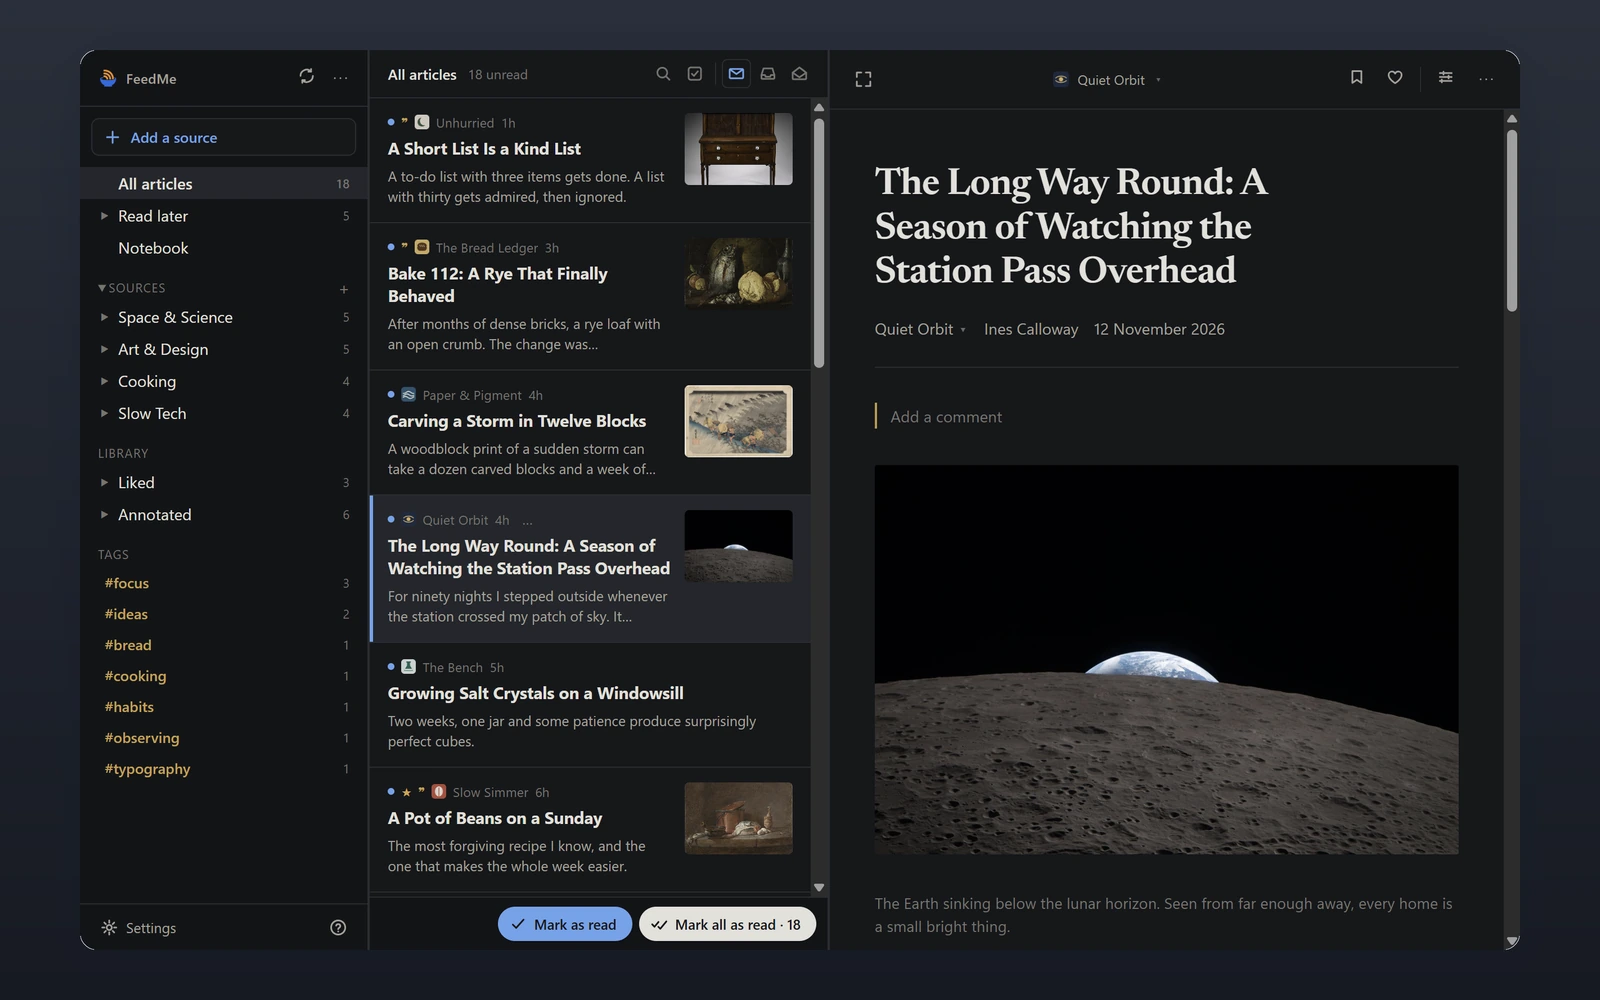 FeedMe
Add a source
All articles 18
Read later 5
Notebook
SOURCES
Space & Science 5
Art & Design 5
Cooking 4
Slow Tech 4
LIBRARY
Liked 3
Annotated 6
TAGS
#focus 3
#ideas 2
#bread 1
#cooking 1
#habits 1
#observing 1
#typography 1
Settings
All articles 18 unread
Unhurried 1h
A Short List Is a Kind List
A to-do list with three items gets done. A list
with thirty gets admired, then ignored.
The Bread Ledger 3h
Bake 112: A Rye That Finally
Behaved
After months of dense bricks, a rye loaf with
an open crumb. The change was...
Paper & Pigment 4h
Carving a Storm in Twelve Blocks
A woodblock print of a sudden storm can
take a dozen carved blocks and a week of...
Quiet Orbit 4h ...
The Long Way Round: A Season of
Watching the Station Pass Overhead
For ninety nights I stepped outside whenever
the station crossed my patch of sky. It...
The Bench 5h
Growing Salt Crystals on a Windowsill
Two weeks, one jar and some patience produce surprisingly
perfect cubes.
Slow Simmer 6h
A Pot of Beans on a Sunday
The most forgiving recipe I know, and the
one that makes the whole week easier.
Mark as read
Mark all as read · 18
Quiet Orbit
The Long Way Round: A
Season of Watching the
Station Pass Overhead
Quiet Orbit Ines Calloway 12 November 2026
Add a comment
The Earth sinking below the lunar horizon. Seen from far enough away, every home is
a small bright thing.